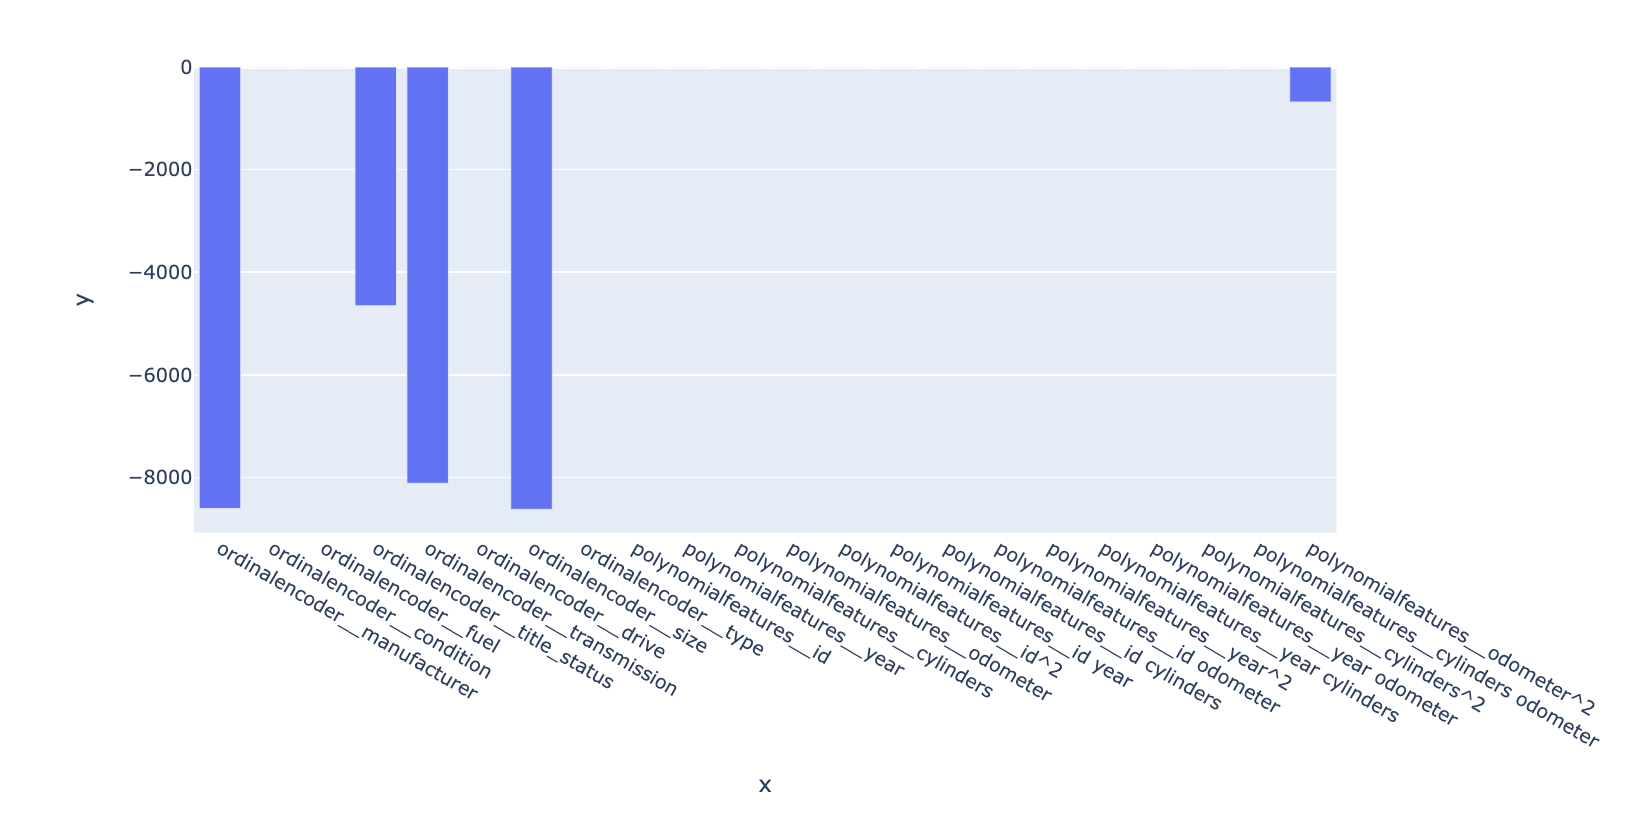 0
−2000
−4000
−6000
−8000
y
ordinalencoder__manufacturer
ordinalencoder__condition
ordinalencoder__fuel
ordinalencoder__title_status
ordinalencoder__transmission
ordinalencoder__drive
ordinalencoder__size
ordinalencoder__type
polynomialfeatures__id
polynomialfeatures__year
polynomialfeatures__cylinders
polynomialfeatures__odometer
polynomialfeatures__id^2
polynomialfeatures__id year
polynomialfeatures__id cylinders
polynomialfeatures__id odometer
polynomialfeatures__year^2
polynomialfeatures__year cylinders
polynomialfeatures__year odometer
polynomialfeatures__cylinders^2
polynomialfeatures__cylinders odometer
polynomialfeatures__odometer^2
x